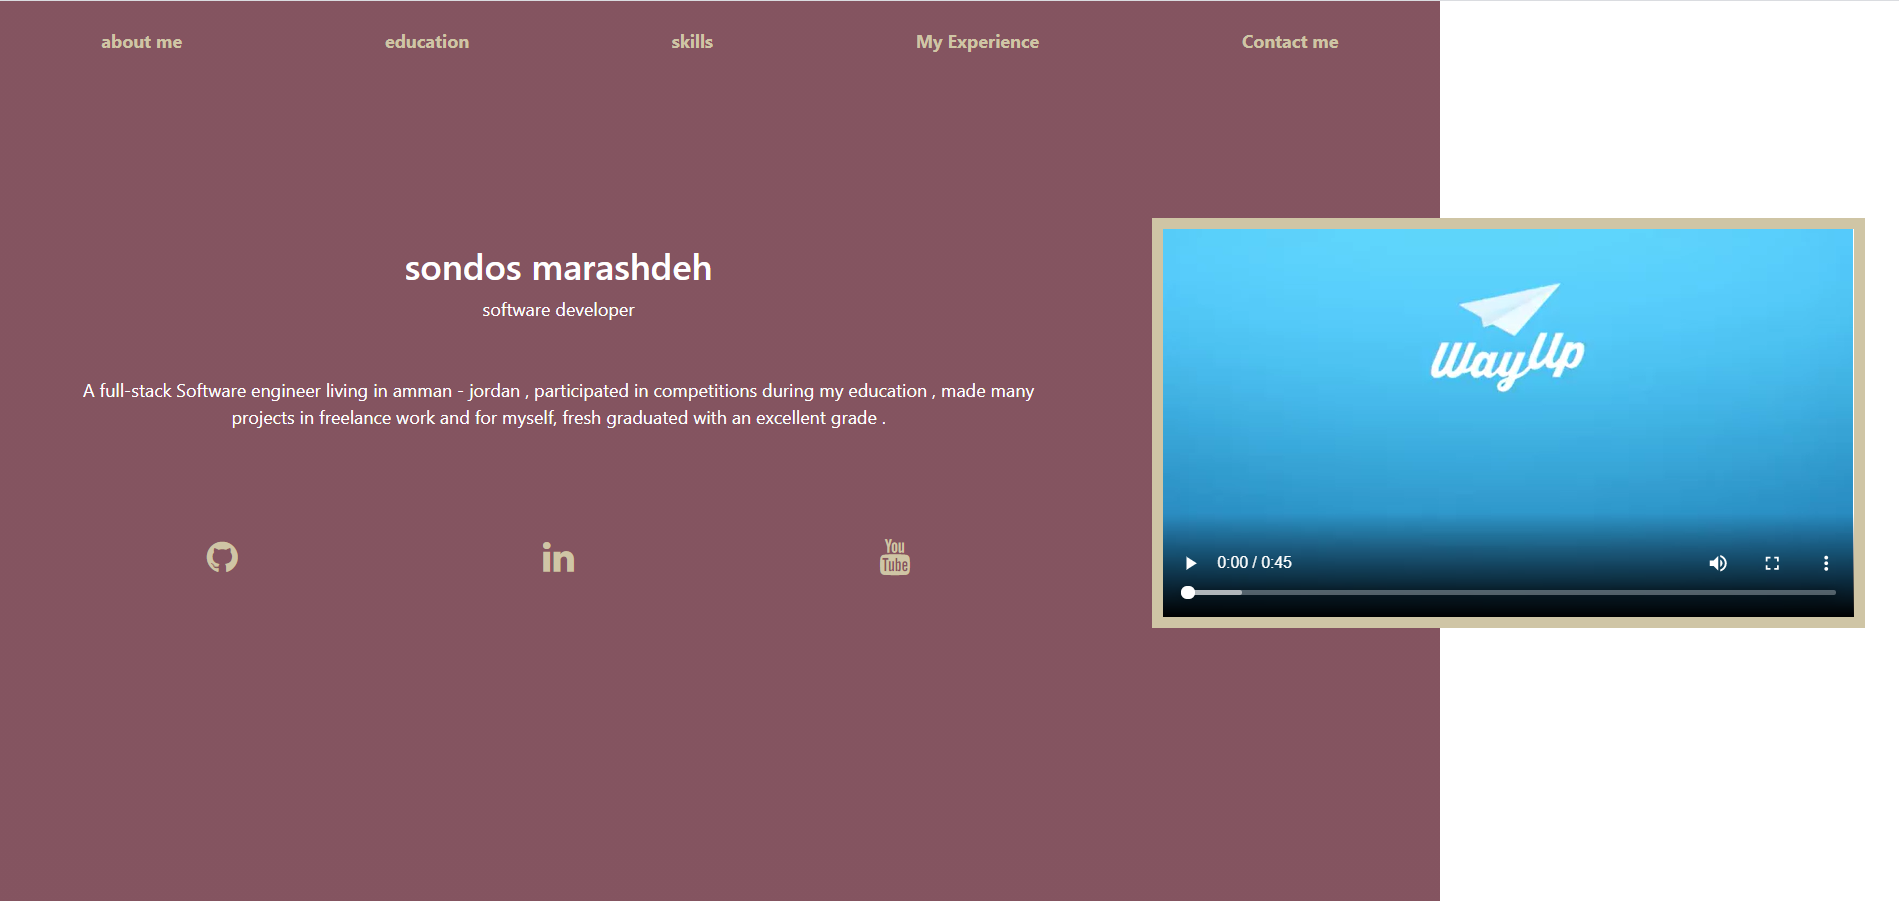 about me education skills My Experience Contact me
sondos marashdeh
software developer
A full-stack Software engineer living in amman - jordan , participated in competitions during my education , made many
projects in freelance work and for myself, fresh graduated with an excellent grade .
in
You
Tube
WayUp
0:00 / 0:45